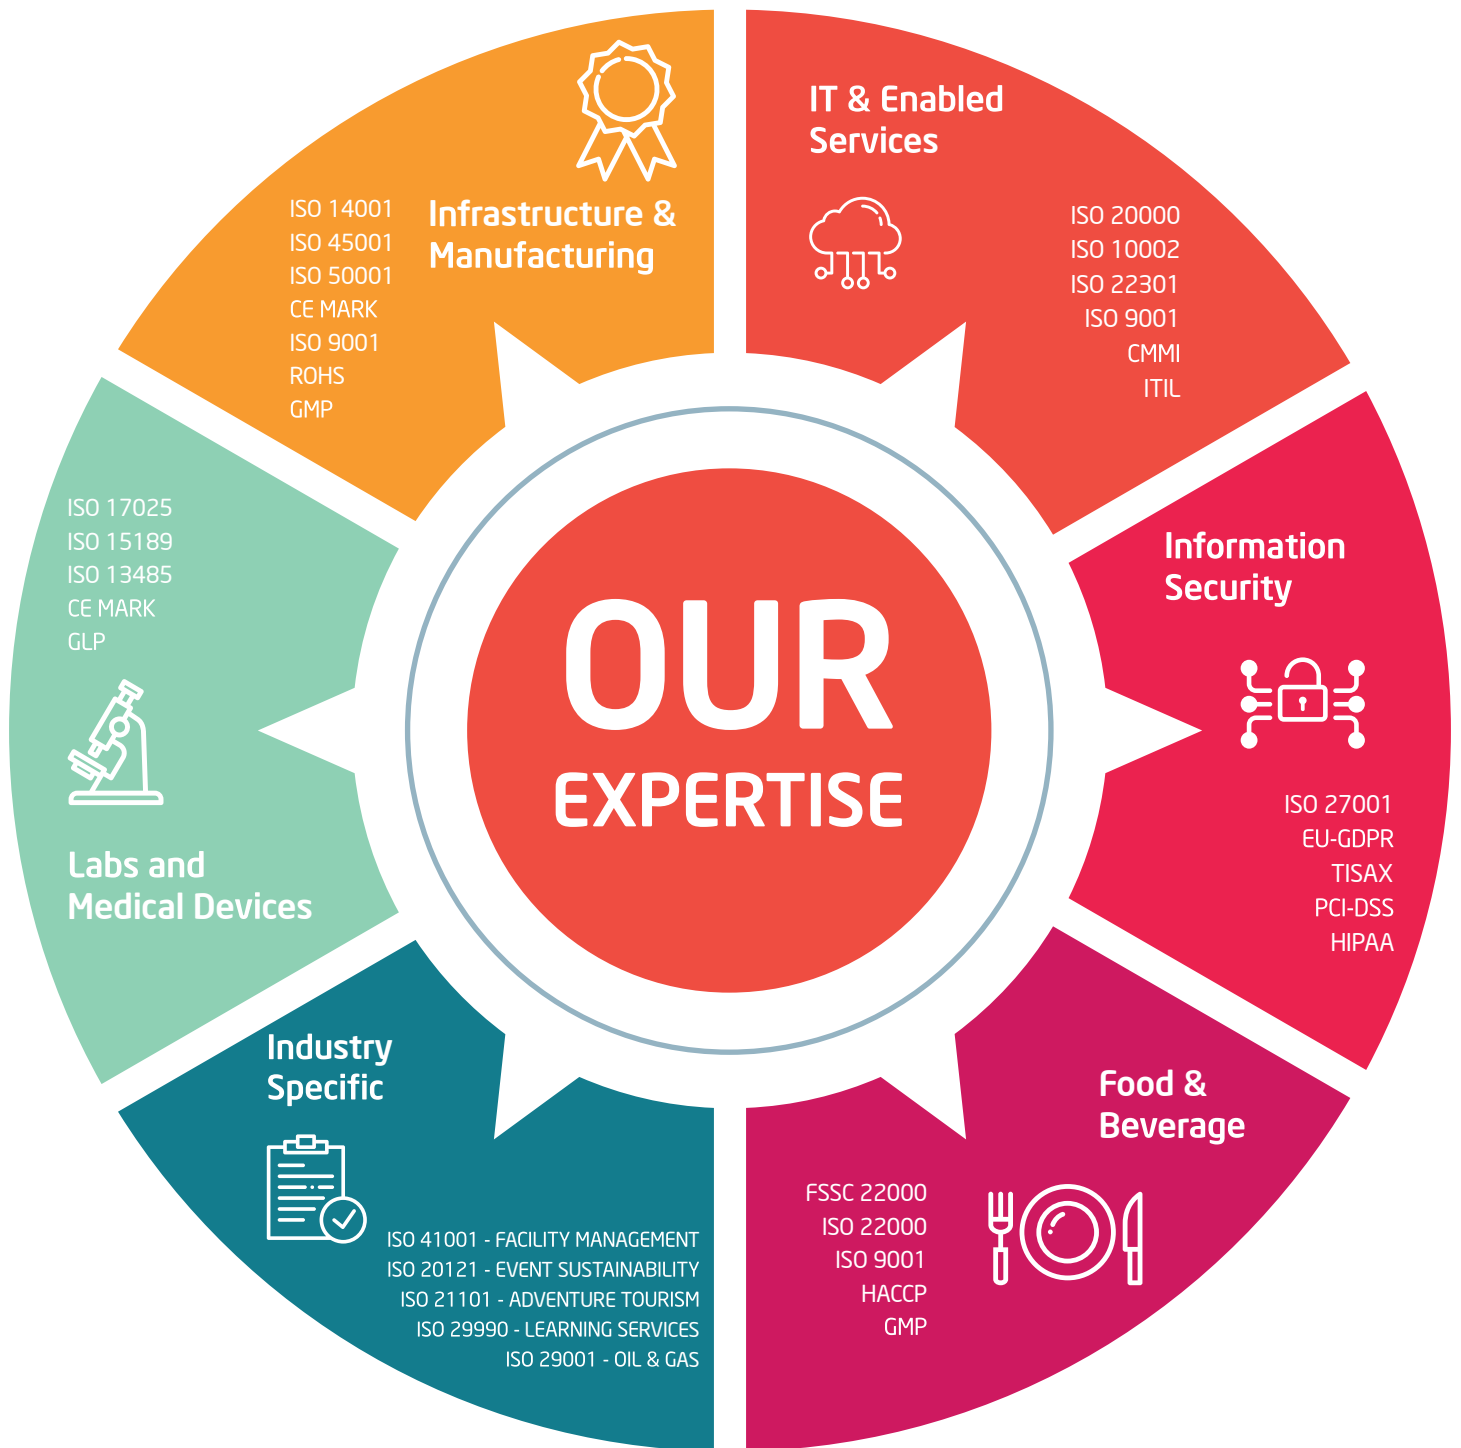 OUR
EXPERTISE
IT & Enabled
Services
ISO 20000
ISO 10002
ISO 22301
ISO 9001
CMMI
ITIL
Information
Security
ISO 27001
EU-GDPR
TISAX
PCI-DSS
HIPAA
Food &
Beverage
FSSC 22000
ISO 22000
ISO 9001
HACCP
GMP
Industry
Specific
ISO 41001 - FACILITY MANAGEMENT
ISO 20121 - EVENT SUSTAINABILITY
ISO 21101 - ADVENTURE TOURISM
ISO 29990 - LEARNING SERVICES
ISO 29001 - OIL & GAS
ISO 17025
ISO 15189
ISO 13485
CE MARK
GLP
Labs and
Medical Devices
Infrastructure &
Manufacturing
ISO 14001
ISO 45001
ISO 50001
CE MARK
ISO 9001
ROHS
GMP